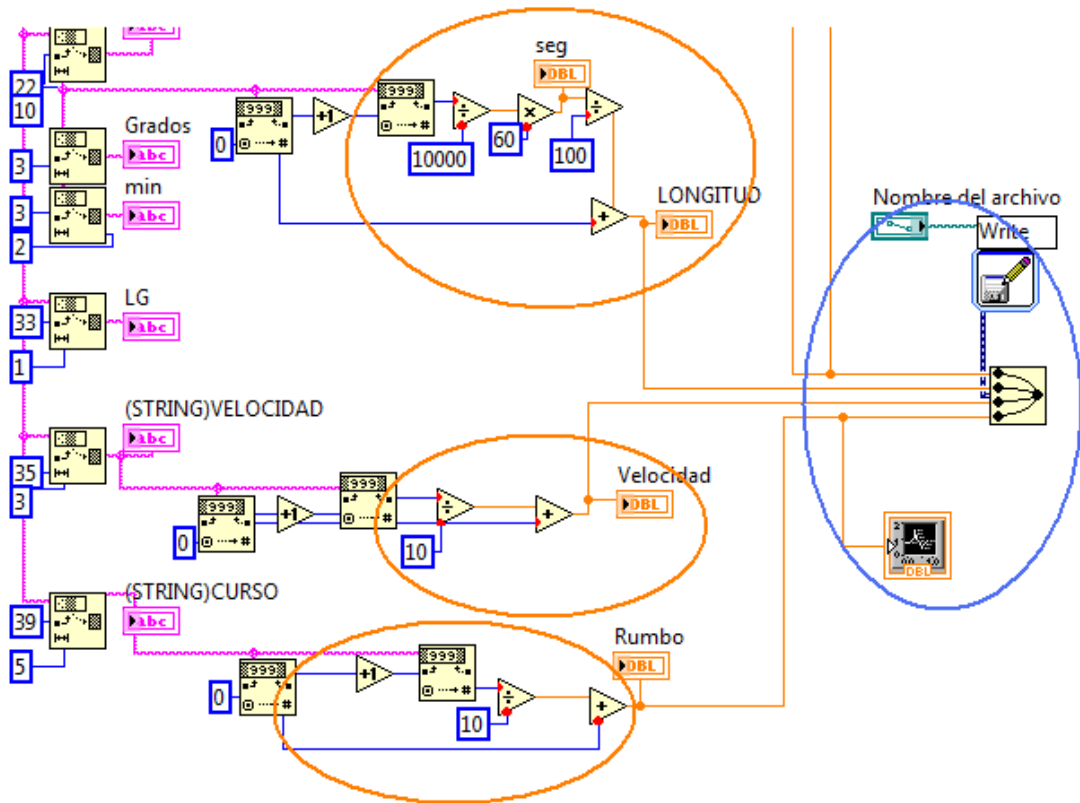 abc
22
10
Grados
3
abc
min
3
abc
2
999
+1
0
999
#
#
10000
seg
DBL
60
100
LONGITUD
DBL
Nombre del archivo
Write
LG
33
abc
1
(STRING)VELOCIDAD
abc
35
3
999
#
+1
0
999
#
10
Velocidad
DBL
DBL
(STRING)CURSO
39
abc
5
999
#
+1
0
999
#
10
Rumbo
DBL